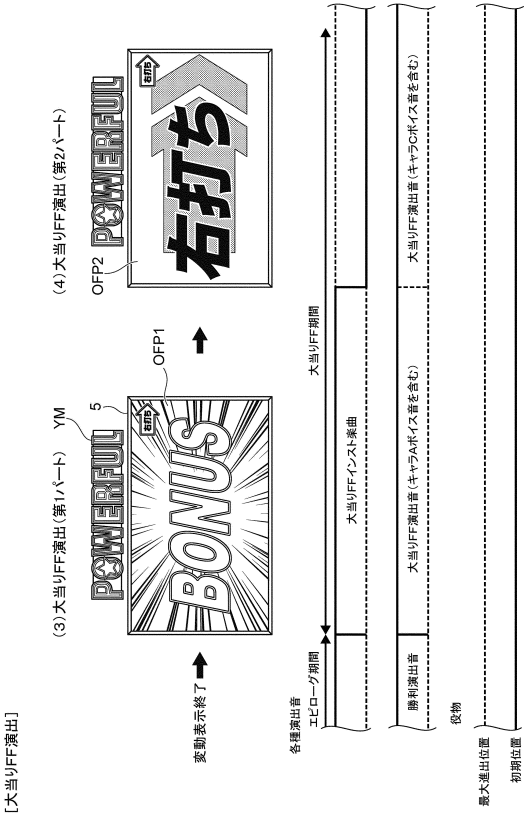 [大当りFF演出]
(3)大当りFF演出(第1パート)
POWERFUL
YM
5
右打ち
BONUS
OFP1
変動表示終了
(4)大当りFF演出(第2パート)
POWERFUL
OFP2
右打ち
右打ち
各種演出音
エピローグ期間
大当りFF期間
大当りFFインスト楽曲
勝利演出音
大当りFF演出音(キャラAボイス音を含む)
大当りFF演出音(キャラCボイス音を含む)
役物
最大進出位置
初期位置